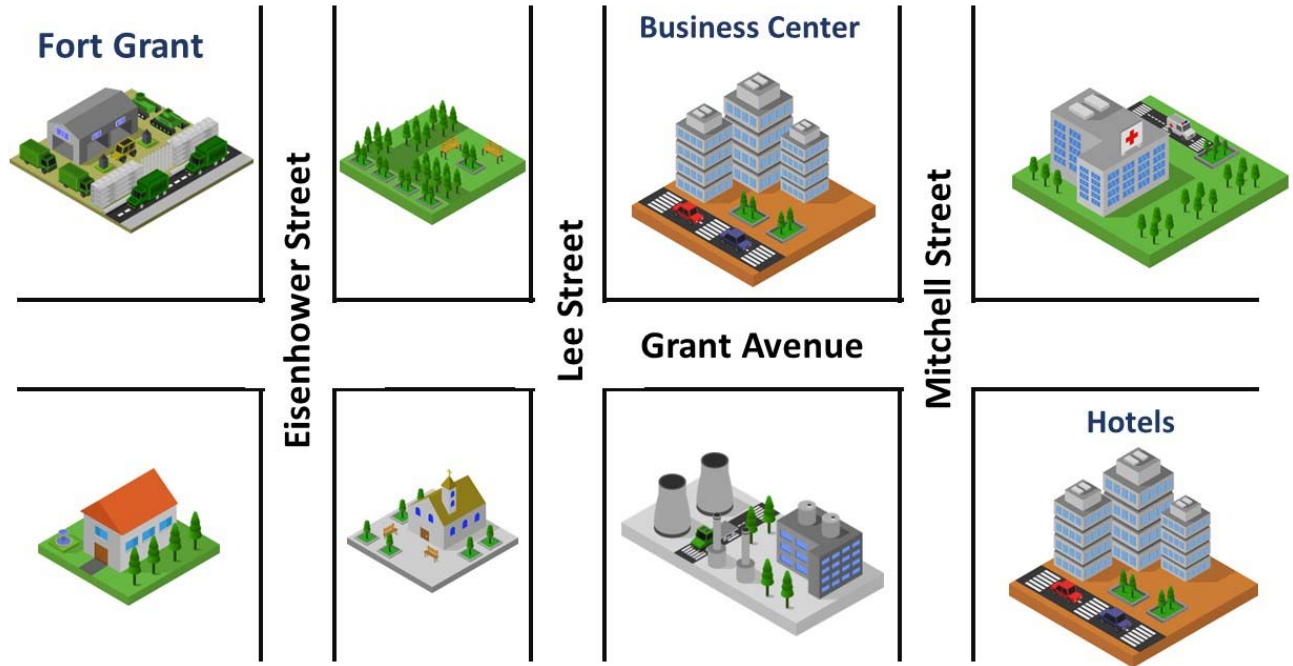 Fort Grant
Business Center
Eisenhower Street
Lee Street
Mitchell Street
Grant Avenue
Hotels